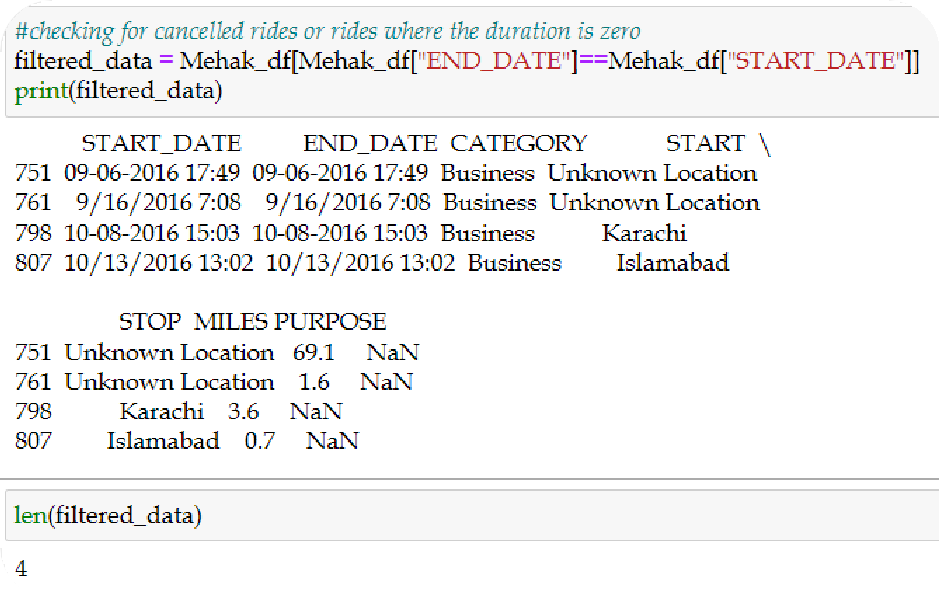 #checking for cancelled rides or rides where the duration is zero
filtered_data = Mehak_df[Mehak_df["END_DATE"]==Mehak_df["START_DATE"]]
print(filtered_data)
START_DATE END_DATE CATEGORY START \
751 09-06-2016 17:49 09-06-2016 17:49 Business Unknown Location
761 9/16/2016 7:08 9/16/2016 7:08 Business Unknown Location
798 10-08-2016 15:03 10-08-2016 15:03 Business Karachi
807 10/13/2016 13:02 10/13/2016 13:02 Business Islamabad
STOP MILES PURPOSE
751 Unknown Location 69.1 NaN
761 Unknown Location 1.6 NaN
798 Karachi 3.6 NaN
807 Islamabad 0.7 NaN
len(filtered_data)
4